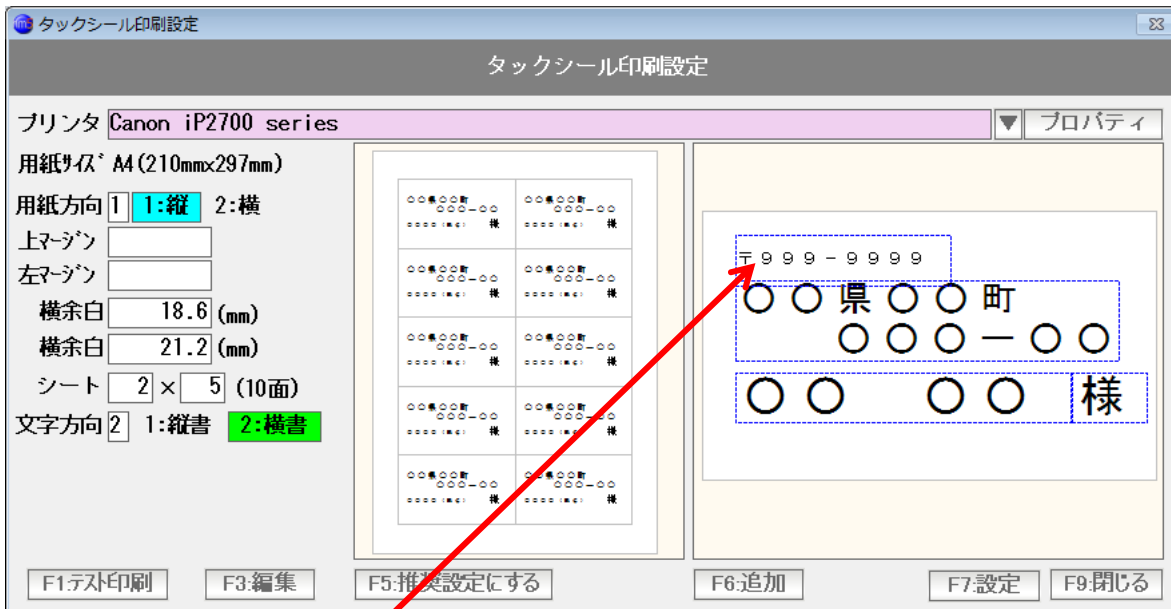 タックシール印刷設定
タックシール印刷設定
プリンタ Canon iP2700 series ▼ プロパティ
用紙ｻｲｽﾞ A4(210mmx297mm)
用紙方向 1 1:縦 2:横
上ﾏｰｼﾞﾝ
左ﾏｰｼﾞﾝ
横余白 18.6 (mm)
横余白 21.2 (mm)
シート 2 × 5 (10面)
文字方向 2 1:縦書 2:横書
〒999-9999
○○県○○町
○○○ー○○
○○ ○○ 様
F1:ﾃｽﾄ印刷 F3:編集 F5:推奨設定にする F6:追加 F7:設定 F9:閉じる